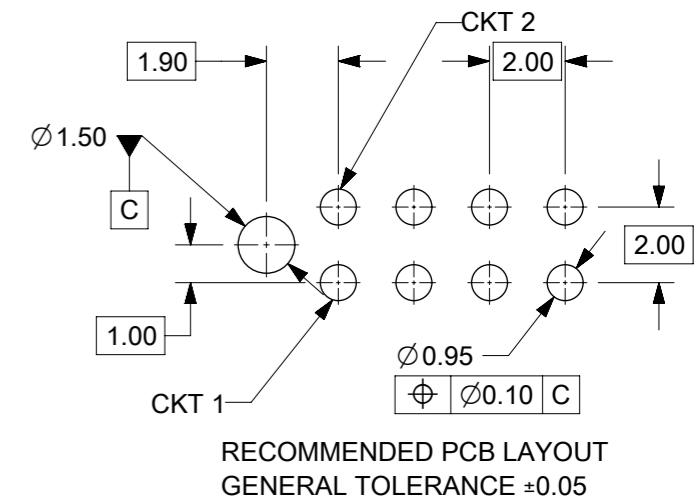 CKT 2
1.90
2.00
∅1.50
C
2.00
1.00
∅0.95
⌖ ∅0.10 C
CKT 1
RECOMMENDED PCB LAYOUT
GENERAL TOLERANCE ±0.05